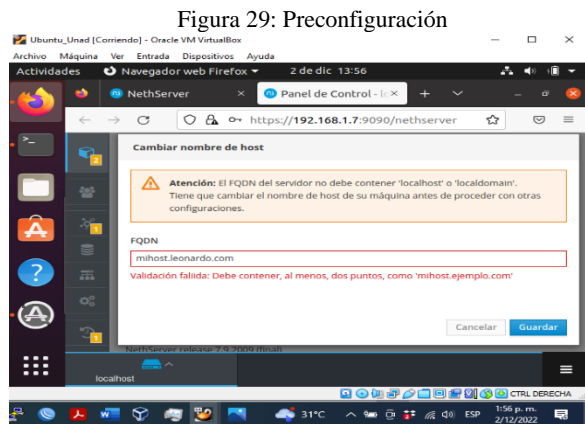 Figura 29: Preconfiguración
Ubuntu_Unad [Corriendo] - Oracle VM VirtualBox
Archivo Máquina Ver Entrada Dispositivos Ayuda
Actividades Navegador web Firefox 2 de dic 13:56
NethServer × Panel de Control - lo × +
https://192.168.1.7:9090/nethserver
Cambiar nombre de host
Atención: El FQDN del servidor no debe contener 'localhost' o 'localdomain'.
Tiene que cambiar el nombre de host de su máquina antes de proceder con otras
configuraciones.
FQDN
mihost.leonardo.com
Validación fallida: Debe contener, al menos, dos puntos, como 'mihost.ejemplo.com'
Cancelar Guardar
NethServer release 7.9.2009 (final)
localhost
CTRL DERECHA
31°C ESP 1:56 p. m.
2/12/2022